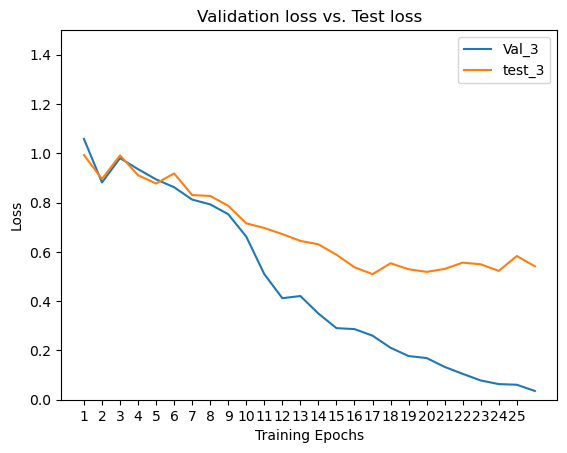 Validation loss vs. Test loss
Val_3
test_3
1.4
1.2
1.0
0.8
0.6
0.4
0.2
0.0
Loss
1 2 3 4 5 6 7 8 9 10 11 12 13 14 15 16 17 18 19 20 21 22 23 24 25
Training Epochs